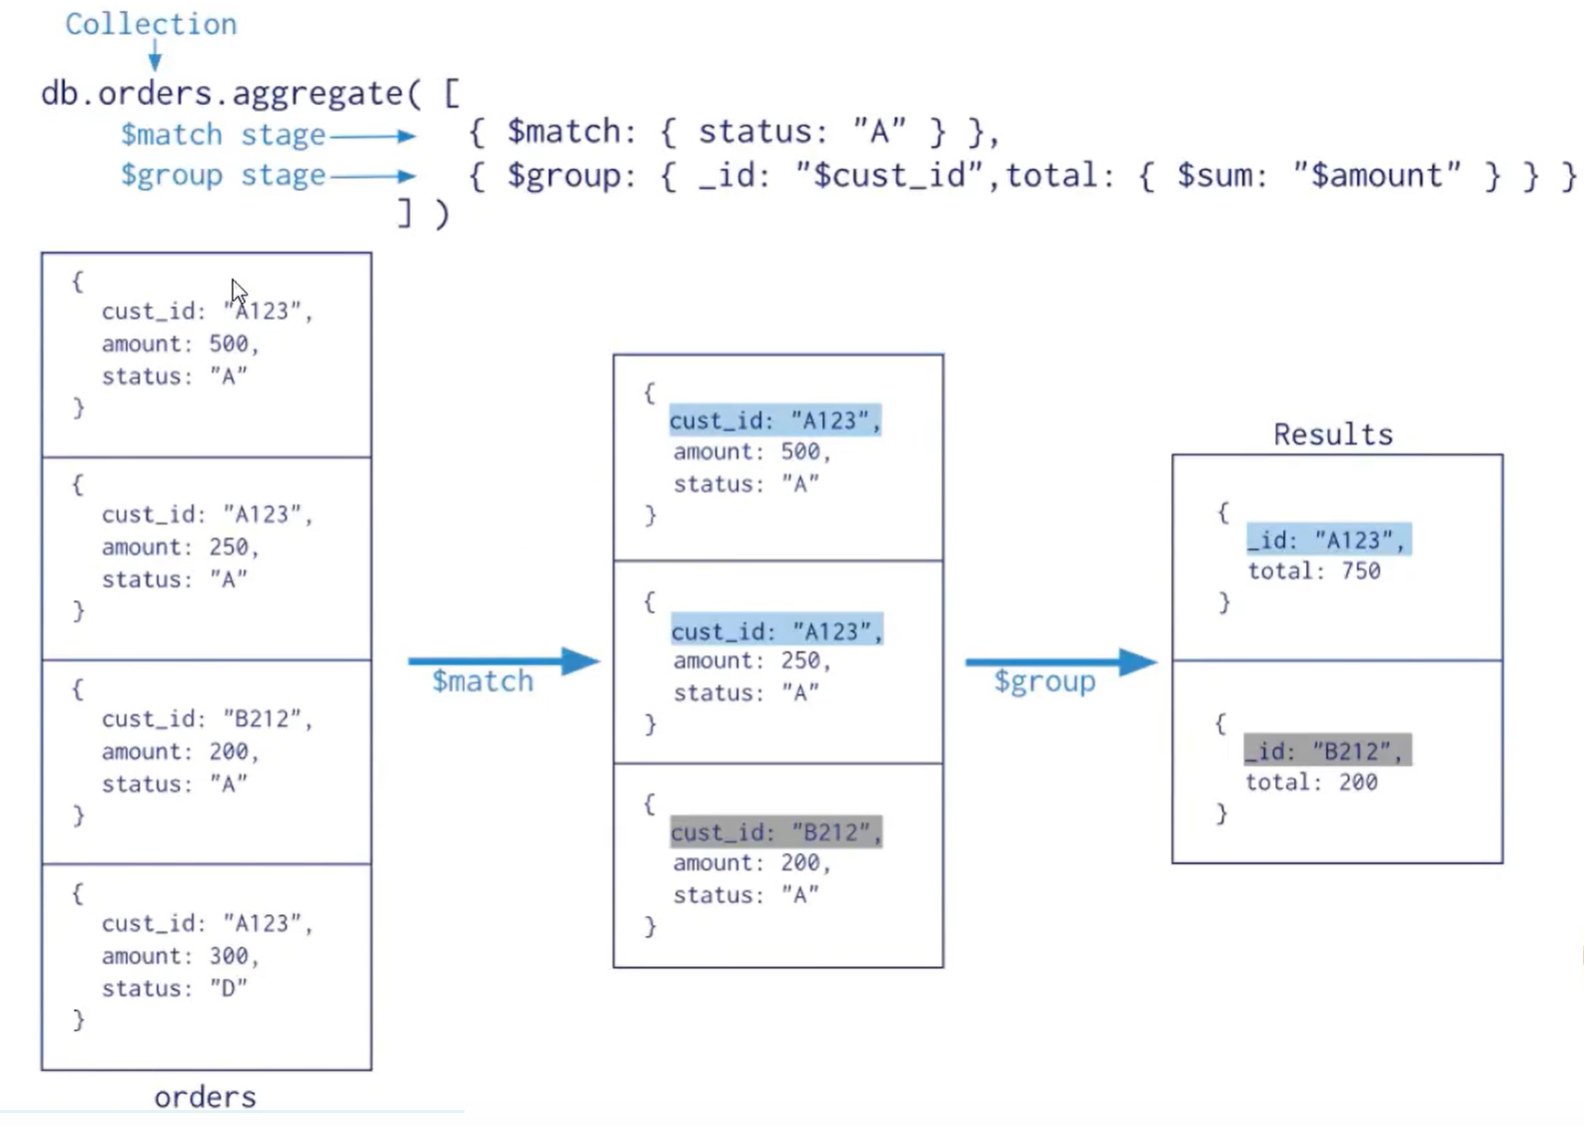 Collection
db.orders.aggregate( [
$match stage
{ $match: { status: "A" } },
$group stage
{ $group: { _id: "$cust_id",total: { $sum: "$amount" } } }
] )
{
cust_id: "A123",
amount: 500,
status: "A"
}
{
cust_id: "A123",
amount: 250,
status: "A"
}
{
cust_id: "B212",
amount: 200,
status: "A"
}
{
cust_id: "A123",
amount: 300,
status: "D"
}
orders
$match
{
cust_id: "A123",
amount: 500,
status: "A"
}
{
cust_id: "A123",
amount: 250,
status: "A"
}
{
cust_id: "B212",
amount: 200,
status: "A"
}
$group
Results
{
_id: "A123",
total: 750
}
{
_id: "B212",
total: 200
}